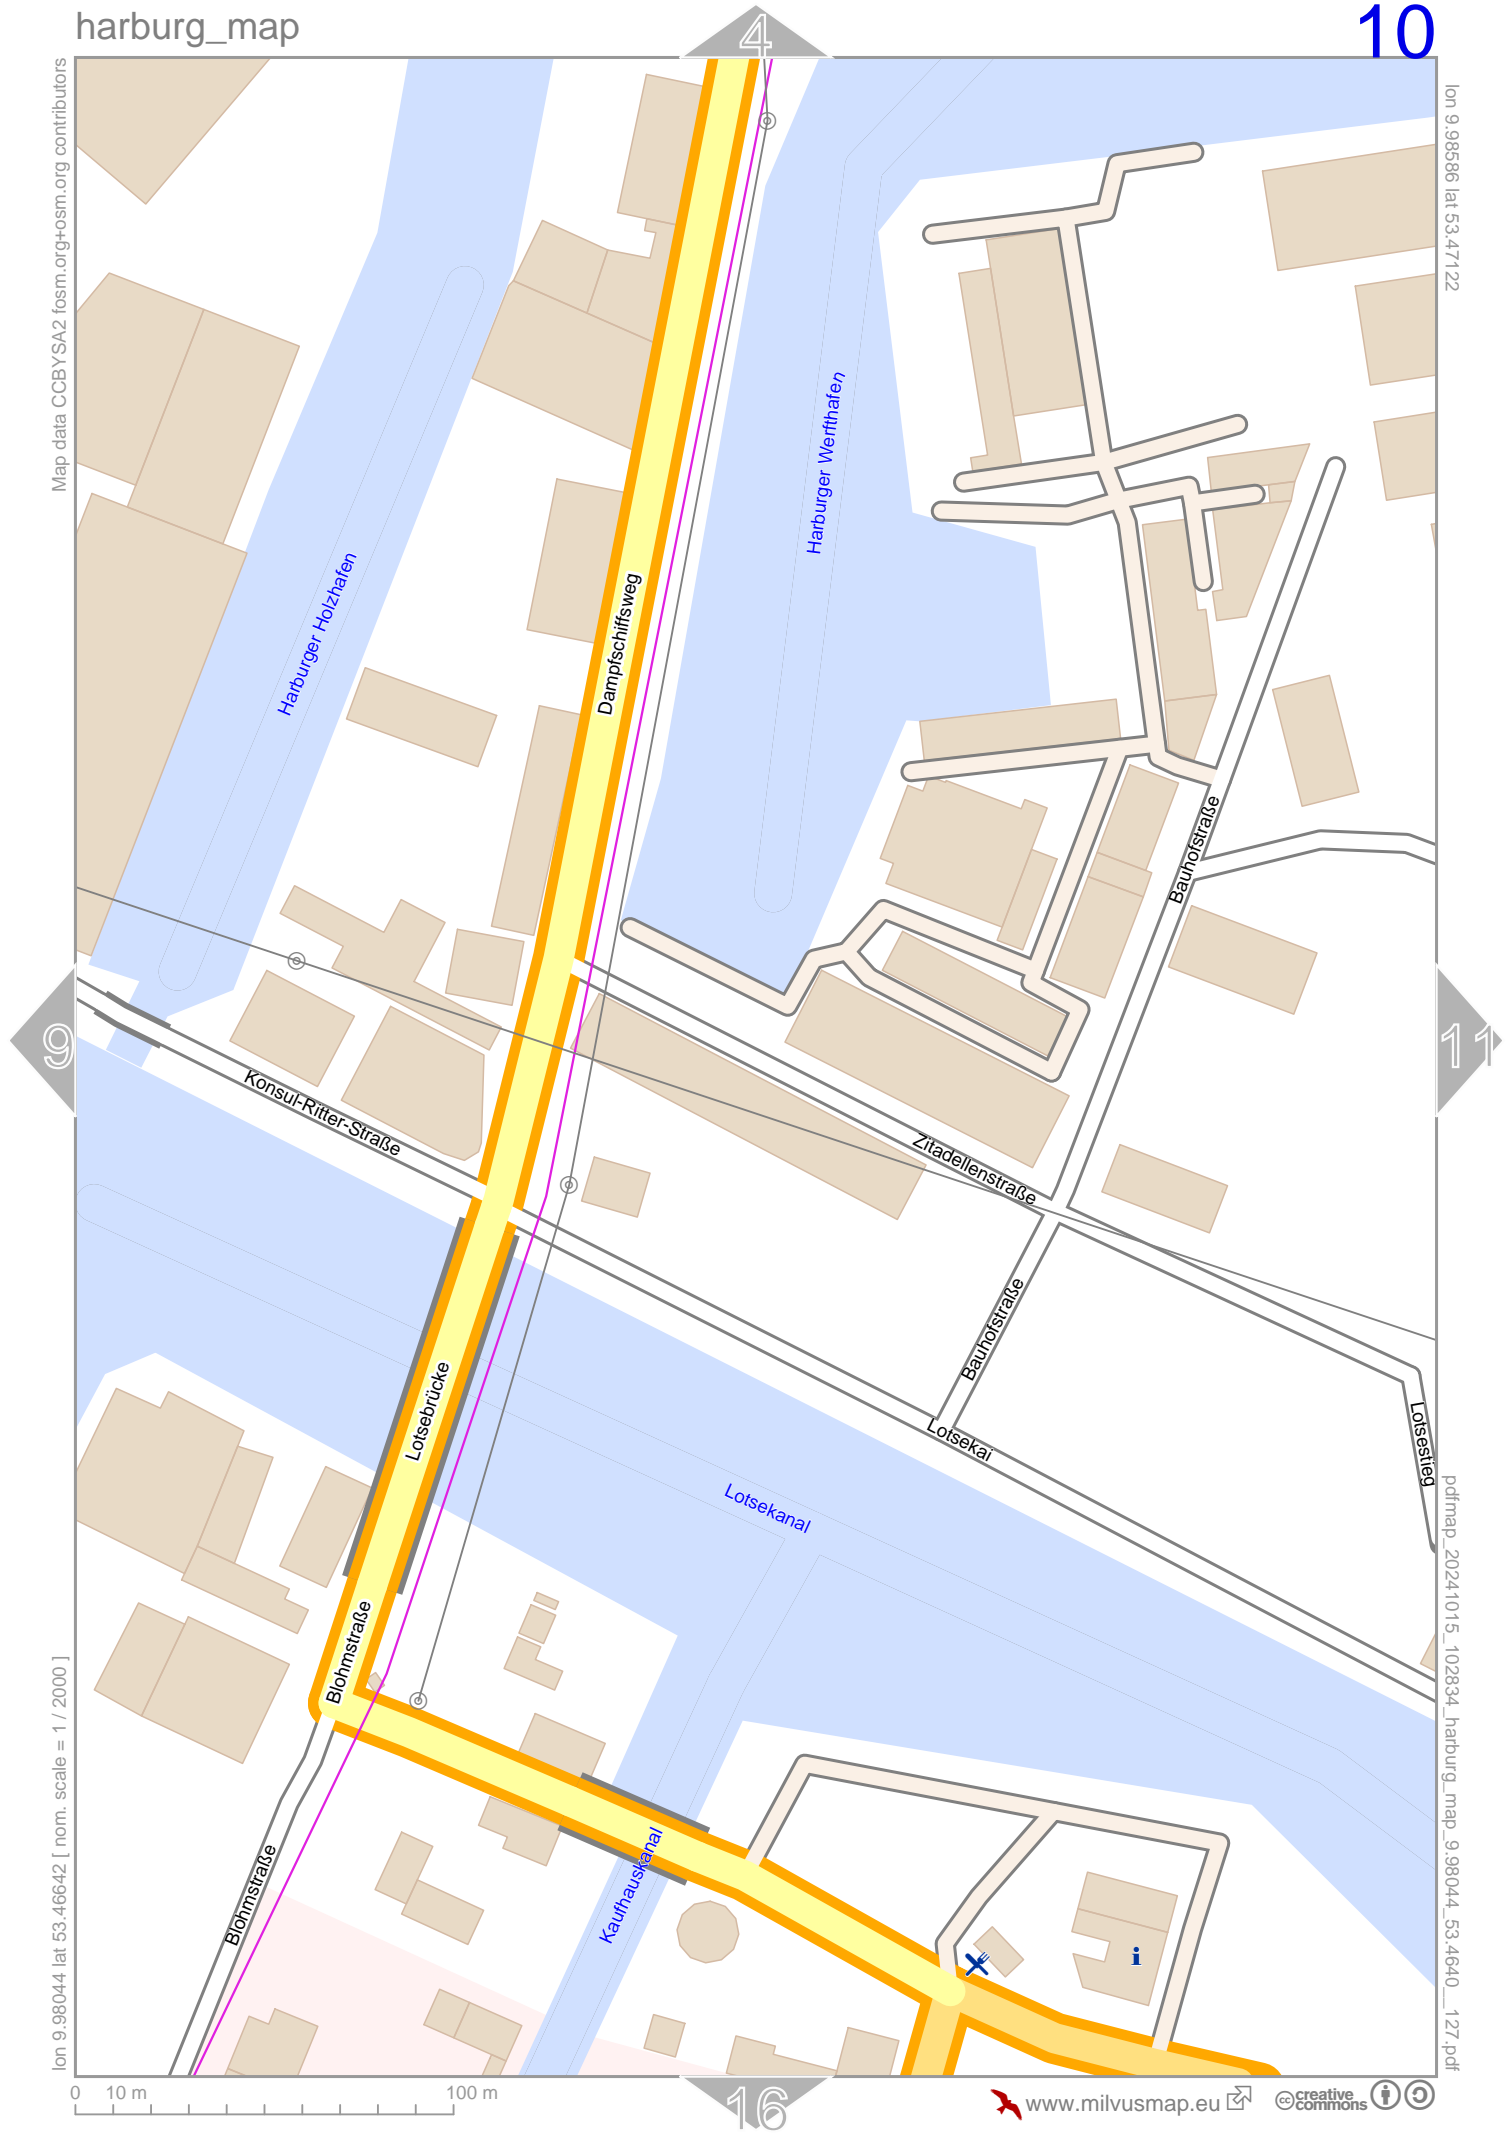 harburg_map
4
10
Map data CCBYSA2 fosm.org+osm.org contributors
lon 9.98586 lat 53.47122
Harburger Werfthafen
Harburger Holzhafen
Dampfschiffsweg
Bauhofstraße
9
11
Konsul-Ritter-Straße
Zitadellenstraße
Bauhofstraße
Lotsebrücke
Lotsekai
Lotsestieg
Lotsekanal
Blohmstraße
Kaufhauskanal
Blohmstraße
i
lon 9.98044 lat 53.46642 [ nom. scale = 1 / 2000 ]
pdfmap_20241015_102834_harburg_map_9.98044_53.4640__127.pdf
0 10 m 100 m
16
www.milvusmap.eu
cc creative commons